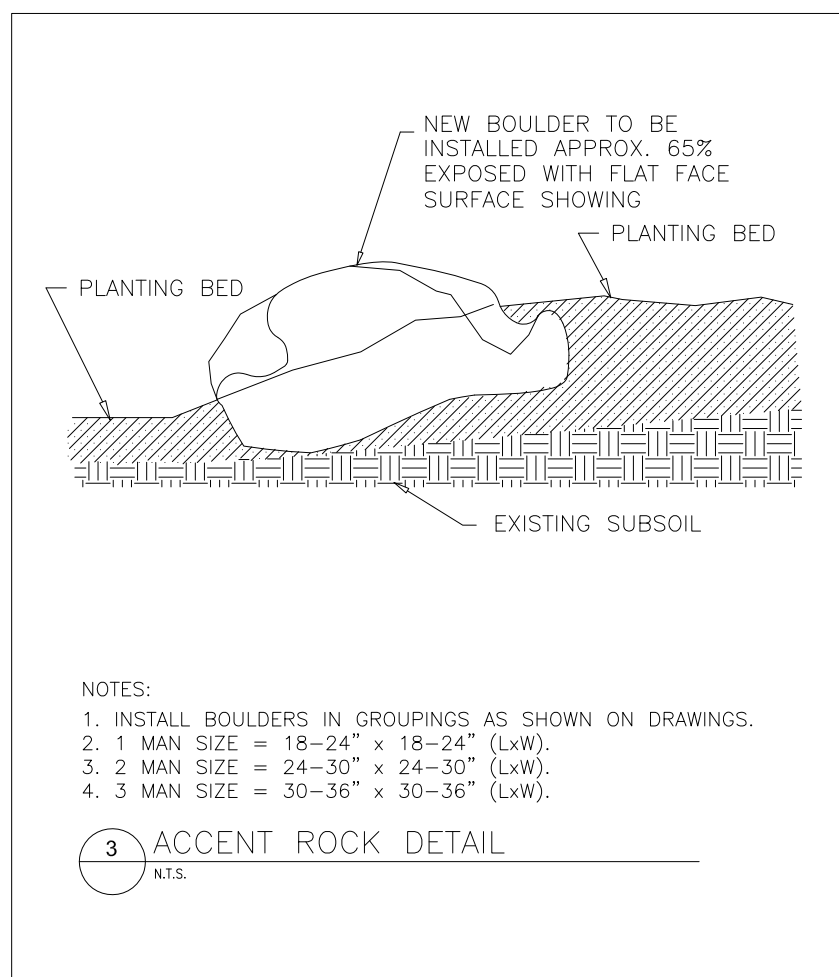 NEW BOULDER TO BE
INSTALLED APPROX. 65%
EXPOSED WITH FLAT FACE
SURFACE SHOWING
PLANTING BED
PLANTING BED
EXISTING SUBSOIL
NOTES:
1. INSTALL BOULDERS IN GROUPINGS AS SHOWN ON DRAWINGS.
2. 1 MAN SIZE = 18-24" x 18-24" (LxW).
3. 2 MAN SIZE = 24-30" x 24-30" (LxW).
4. 3 MAN SIZE = 30-36" x 30-36" (LxW).
3 ACCENT ROCK DETAIL
N.T.S.